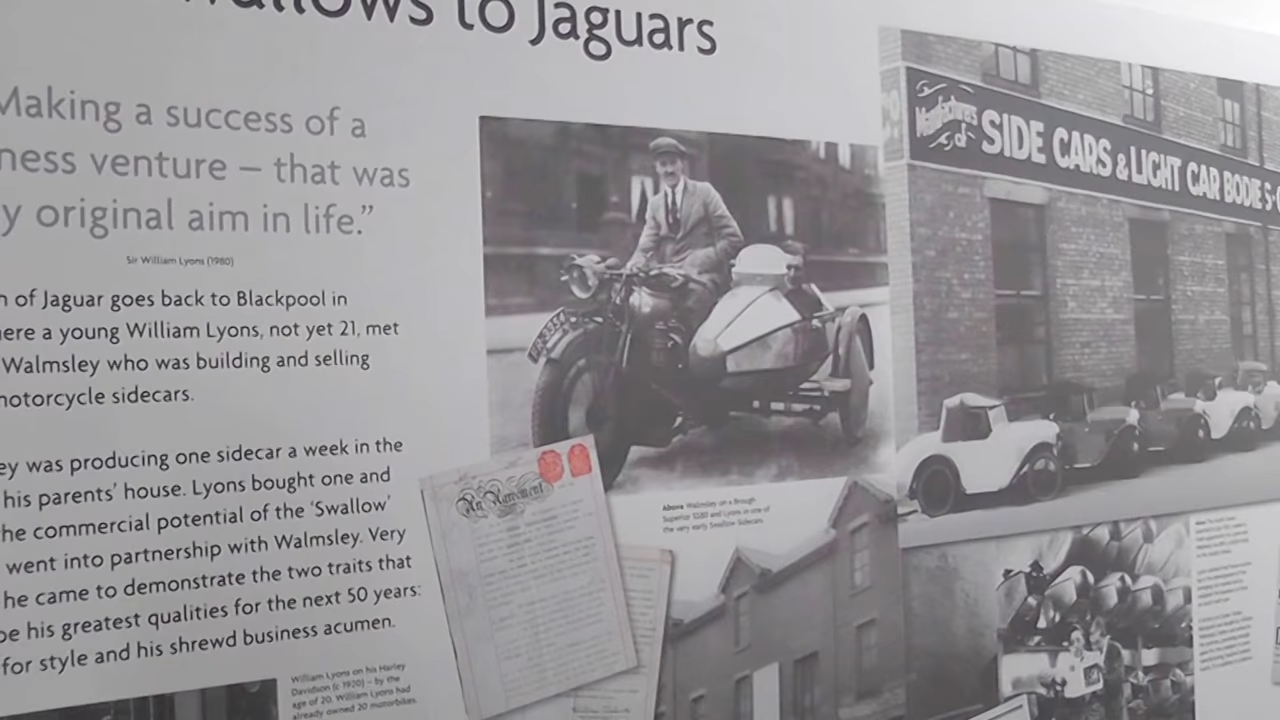 to Jaguars
Making a success of a
ness venture – that was
y original aim in life.”
Sir William Lyons (1980)
n of Jaguar goes back to Blackpool in
ere a young William Lyons, not yet 21, met
Walmsley who was building and selling
motorcycle sidecars.
ey was producing one sidecar a week in the
his parents’ house. Lyons bought one and
he commercial potential of the ‘Swallow’
went into partnership with Walmsley. Very
he came to demonstrate the two traits that
be his greatest qualities for the next 50 years:
for style and his shrewd business acumen.
William Lyons on his Harley
Davidson (c 1920) – by the
age of 20, William Lyons had
already owned 20 motorbikes.
An Agreement
Above Walmsley on a Brough
Superior SS80 and Lyons in one of
the very early Swallow Sidecars
Manufacturers
of
SIDE CARS & LIGHT CAR BODIES